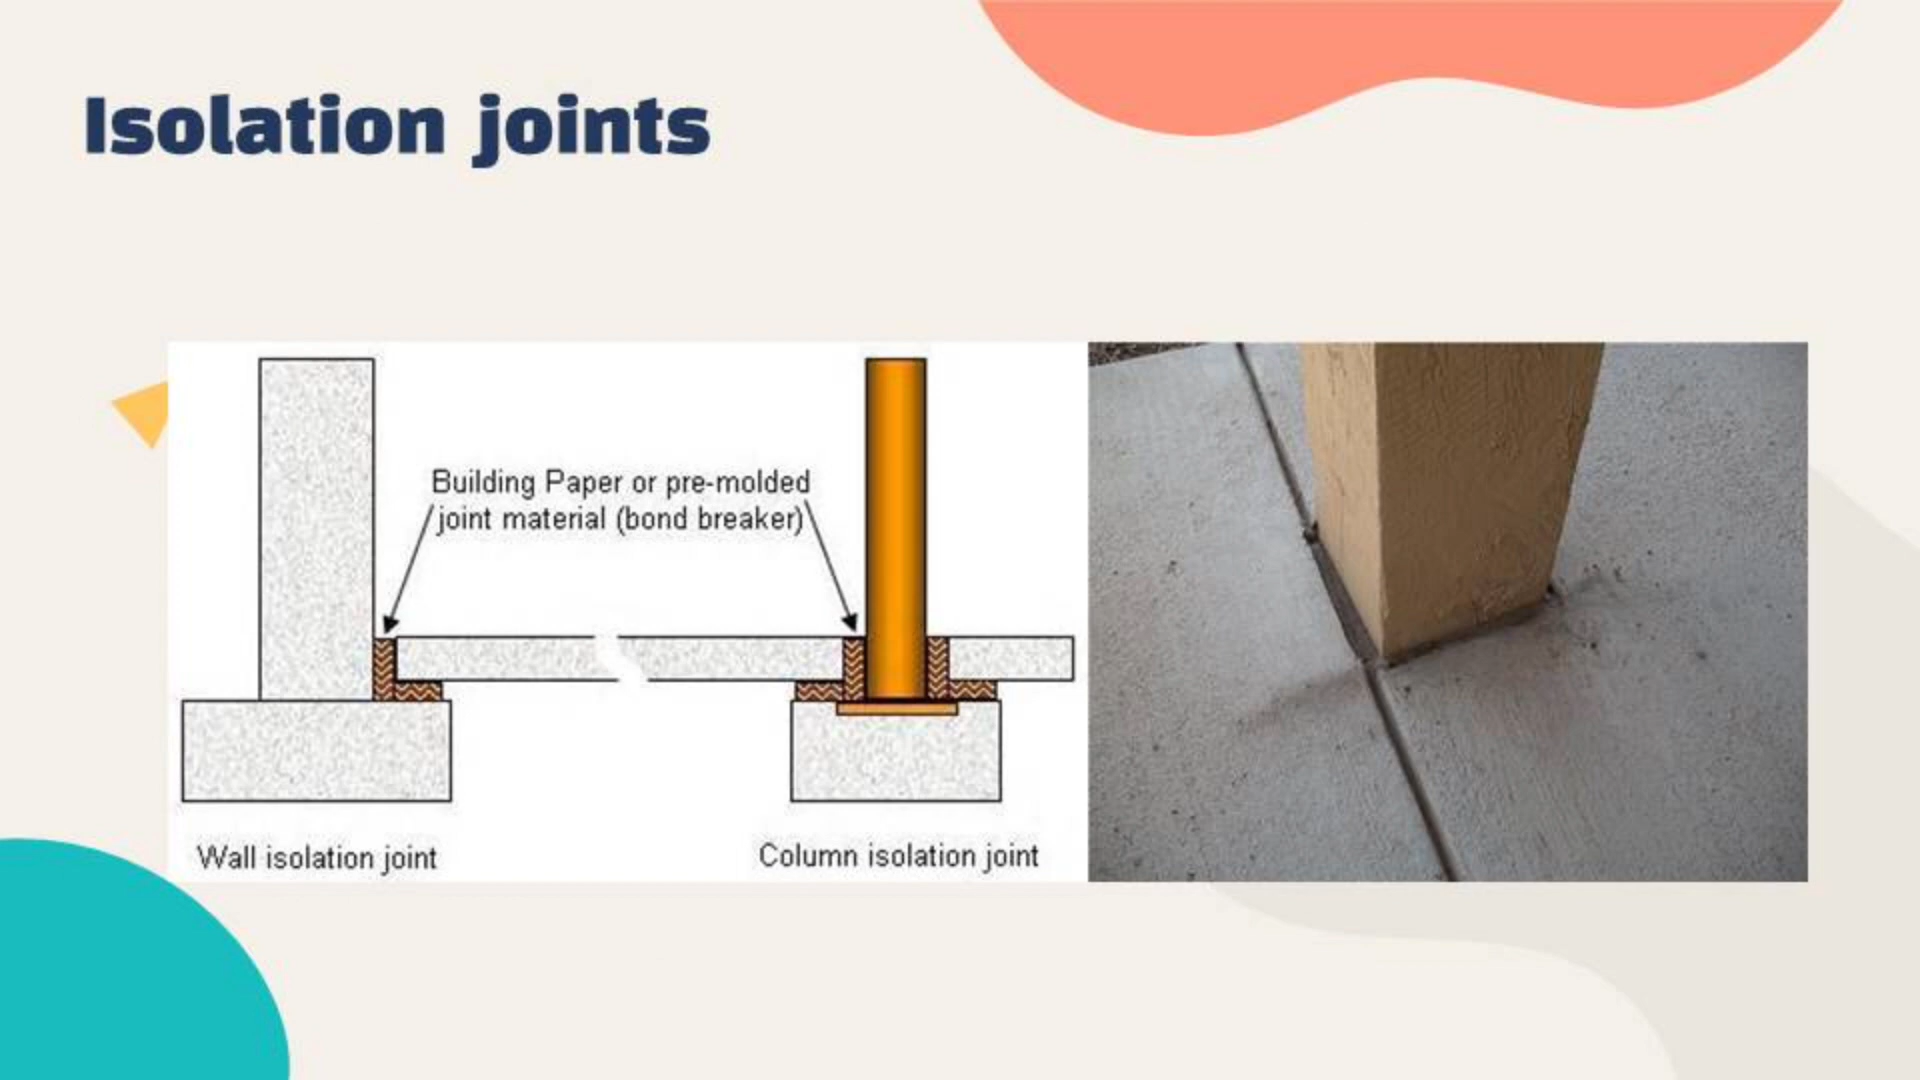 Isolation joints
Building Paper or pre-molded
joint material (bond breaker)
Wall isolation joint
Column isolation joint